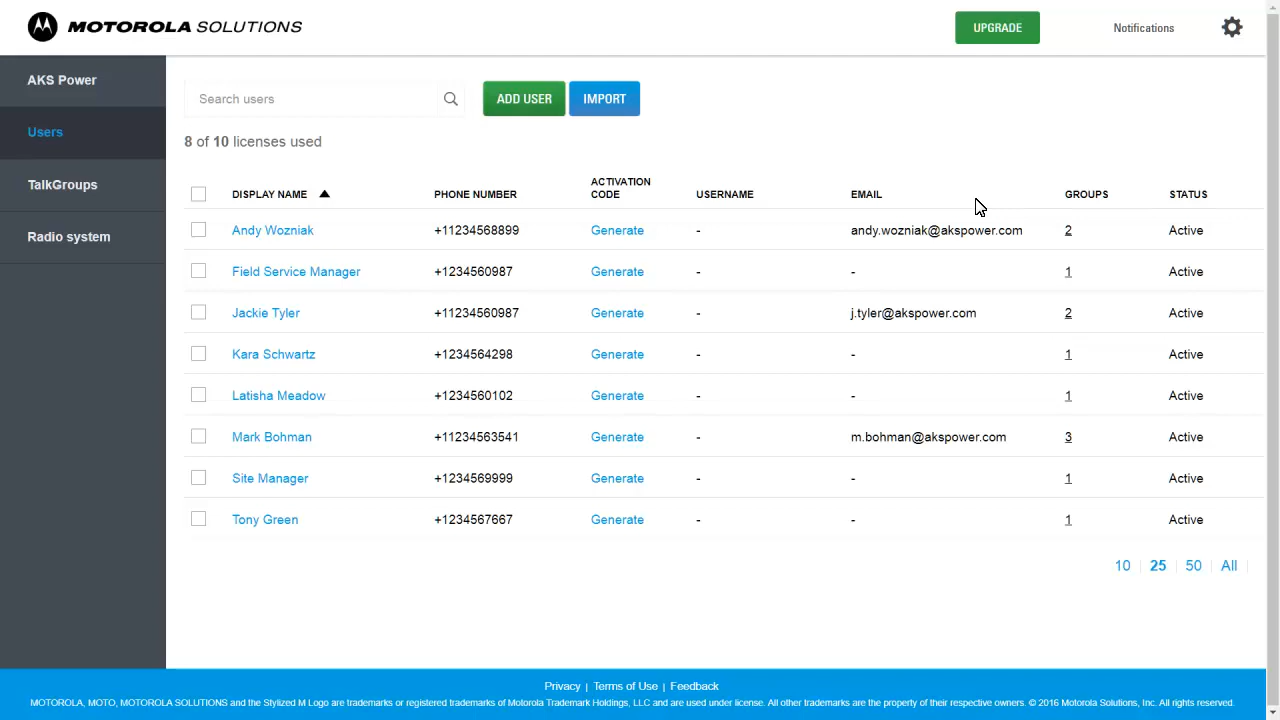 MOTOROLA SOLUTIONS
UPGRADE
Notifications
AKS Power
Users
TalkGroups
Radio system
Search users
ADD USER
IMPORT
8 of 10 licenses used
DISPLAY NAME PHONE NUMBER ACTIVATION CODE USERNAME EMAIL GROUPS STATUS
Andy Wozniak +11234568899 Generate - andy.wozniak@akspower.com 2 Active
Field Service Manager +1234560987 Generate - - 1 Active
Jackie Tyler +11234560987 Generate - j.tyler@akspower.com 2 Active
Kara Schwartz +1234564298 Generate - - 1 Active
Latisha Meadow +1234560102 Generate - - 1 Active
Mark Bohman +11234563541 Generate - m.bohman@akspower.com 3 Active
Site Manager +1234569999 Generate - - 1 Active
Tony Green +1234567667 Generate - - 1 Active
10 | 25 | 50 | All |
Privacy | Terms of Use | Feedback
MOTOROLA, MOTO, MOTOROLA SOLUTIONS and the Stylized M Logo are trademarks or registered trademarks of Motorola Trademark Holdings, LLC and are used under license. All other trademarks are the property of their respective owners. © 2016 Motorola Solutions, Inc. All rights reserved.